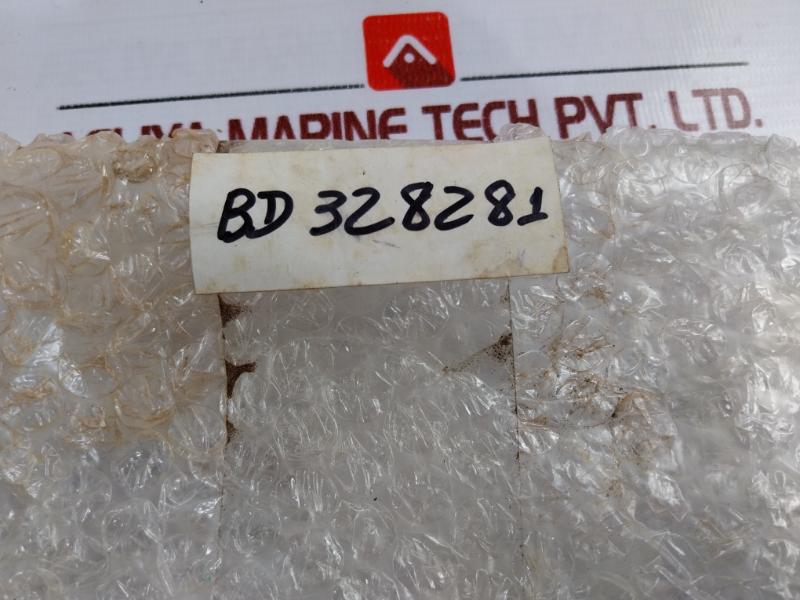 MARINE TECH PVT. LTD.
BD 328281